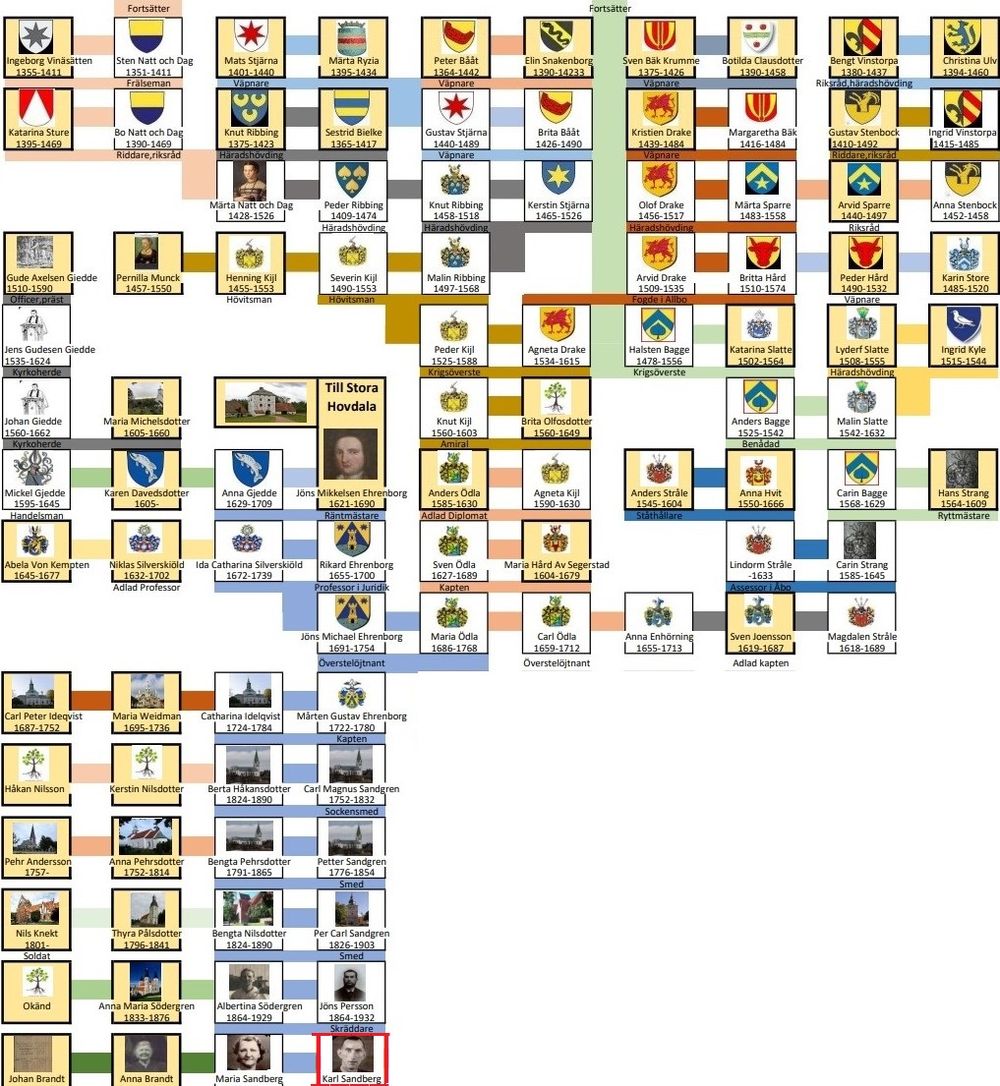 Fortsätter
Fortsätter
Ingeborg Vinäsätten
1355-1411
Sten Natt och Dag
1351-1411
Mats Stjärna
1401-1440
Märta Ryzia
1395-1434
Peter Bååt
1364-1442
Elin Snakenborg
1390-14233
Sven Bäk Krumme
1375-1426
Botilda Clausdotter
1390-1458
Bengt Vinstorpa
1380-1437
Christina Ulv
1394-1460
Frälseman
Väpnare
Väpnare
Väpnare
Riksråd,häradshövding
Katarina Sture
1395-1469
Bo Natt och Dag
1390-1469
Knut Ribbing
1375-1423
Sestrid Bielke
1365-1417
Gustav Stjärna
1440-1489
Brita Bååt
1426-1490
Kristien Drake
1439-1484
Margaretha Bäk
1416-1484
Gustav Stenbock
1410-1492
Ingrid Vinstorpa
1415-1485
Riddare,riksråd
Häradshövding
Väpnare
Väpnare
Riddare,riksråd
Märta Natt och Dag
1428-1526
Peder Ribbing
1409-1474
Knut Ribbing
1458-1518
Kerstin Stjärna
1465-1526
Olof Drake
1456-1517
Märta Sparre
1483-1558
Arvid Sparre
1440-1497
Anna Stenbock
1452-1458
Häradshövding
Häradshövding
Häradshövding
Riksråd
Gude Axelsen Giedde
1510-1590
Pernilla Munck
1457-1550
Henning Kijl
1455-1553
Severin Kijl
1490-1553
Malin Ribbing
1497-1568
Arvid Drake
1509-1535
Britta Hård
1510-1574
Peder Hård
1490-1532
Karin Store
1485-1520
Officer,präst
Hövitsman
Hövitsman
Fogde i Allbo
Väpnare
Jens Gudesen Giedde
1535-1624
Peder Kijl
1525-1588
Agneta Drake
1534-1615
Halsten Bagge
1478-1556
Katarina Slatte
1502-1564
Lyderf Slatte
1508-1555
Ingrid Kyle
1515-1544
Kyrkoherde
Krigsöverste
Krigsöverste
Häradshövding
Johan Giedde
1560-1662
Maria Michelsdotter
1605-1660
Till Stora
Hovdala
Knut Kijl
1560-1603
Brita Olfosdotter
1560-1649
Anders Bagge
1525-1542
Malin Slatte
1542-1632
Kyrkoherde
Amiral
Benådad
Mickel Gjedde
1595-1645
Karen Davedsdotter
1605-
Anna Gjedde
1629-1709
Jöns Mikkelsen Ehrenborg
1621-1690
Anders Ödla
1585-1630
Agneta Kijl
1590-1630
Anders Stråle
1545-1604
Anna Hvit
1550-1666
Carin Bagge
1568-1629
Hans Strang
1564-1609
Handelsman
Räntmästare
Adlad Diplomat
Ståthållare
Ryttmästare
Abela Von Kempten
1645-1677
Niklas Silverskiöld
1632-1702
Ida Catharina Silverskiöld
1672-1739
Rikard Ehrenborg
1655-1700
Sven Ödla
1627-1689
Maria Hård Av Segerstad
1604-1679
Lindorm Stråle
-1633
Carin Strang
1585-1645
Adlad Professor
Professor i Juridik
Kapten
Assessor i Åbo
Jöns Michael Ehrenborg
1691-1754
Maria Ödla
1686-1768
Carl Ödla
1659-1712
Anna Enhörning
1655-1713
Sven Joensson
1619-1687
Magdalen Stråle
1618-1689
Överstelöjtnant
Överstelöjtnant
Adlad kapten
Carl Peter Ideqvist
1687-1752
Maria Weidman
1695-1736
Catharina Idelqvist
1724-1784
Mårten Gustav Ehrenborg
1722-1780
Kapten
Håkan Nilsson
Kerstin Nilsdotter
Berta Håkansdotter
1824-1890
Carl Magnus Sandgren
1752-1832
Sockensmed
Pehr Andersson
1757-
Anna Pehrsdotter
1752-1814
Bengta Pehrsdotter
1791-1865
Petter Sandgren
1776-1854
Smed
Nils Knekt
1801-
Thyra Pålsdotter
1796-1841
Bengta Nilsdotter
1824-1890
Per Carl Sandgren
1826-1903
Soldat
Smed
Okänd
Anna Maria Södergren
1833-1876
Albertina Södergren
1864-1929
Jöns Persson
1864-1932
Skräddare
Johan Brandt
Anna Brandt
Maria Sandberg
Karl Sandberg